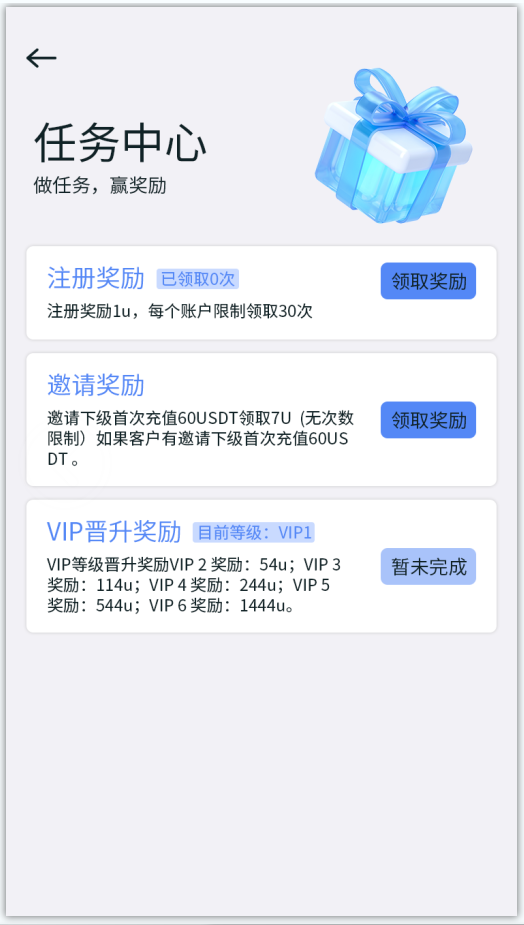 任务中心
做任务，赢奖励
注册奖励 已领取0次
领取奖励
注册奖励1u，每个账户限制领取30次
邀请奖励
邀请下级首次充值60USDT领取7U（无次数
限制）如果客户有邀请下级首次充值60US
DT 。
领取奖励
VIP晋升奖励 目前等级：VIP1
VIP等级晋升奖励VIP 2 奖励：54u；VIP 3
奖励：114u；VIP 4 奖励：244u；VIP 5
奖励：544u；VIP 6 奖励：1444u。
暂未完成